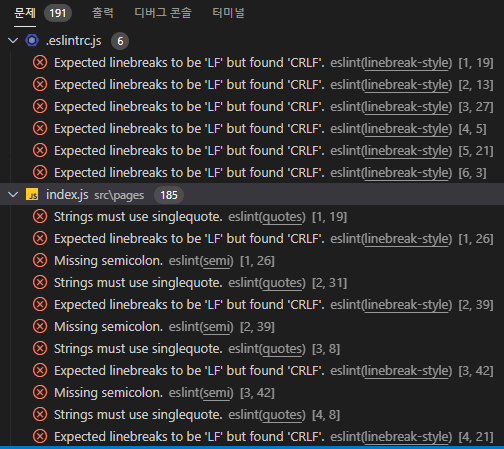 문제 191 출력 디버그 콘솔 터미널
.eslintrc.js 6
Expected linebreaks to be 'LF' but found 'CRLF'. eslint(linebreak-style) [1, 19]
Expected linebreaks to be 'LF' but found 'CRLF'. eslint(linebreak-style) [2, 13]
Expected linebreaks to be 'LF' but found 'CRLF'. eslint(linebreak-style) [3, 27]
Expected linebreaks to be 'LF' but found 'CRLF'. eslint(linebreak-style) [4, 5]
Expected linebreaks to be 'LF' but found 'CRLF'. eslint(linebreak-style) [5, 21]
Expected linebreaks to be 'LF' but found 'CRLF'. eslint(linebreak-style) [6, 3]
JS index.js src\pages 185
Strings must use singlequote. eslint(quotes) [1, 19]
Expected linebreaks to be 'LF' but found 'CRLF'. eslint(linebreak-style) [1, 26]
Missing semicolon. eslint(semi) [1, 26]
Strings must use singlequote. eslint(quotes) [2, 31]
Expected linebreaks to be 'LF' but found 'CRLF'. eslint(linebreak-style) [2, 39]
Missing semicolon. eslint(semi) [2, 39]
Strings must use singlequote. eslint(quotes) [3, 8]
Expected linebreaks to be 'LF' but found 'CRLF'. eslint(linebreak-style) [3, 42]
Missing semicolon. eslint(semi) [3, 42]
Strings must use singlequote. eslint(quotes) [4, 8]
Expected linebreaks to be 'LF' but found 'CRLF'. eslint(linebreak-style) [4, 21]